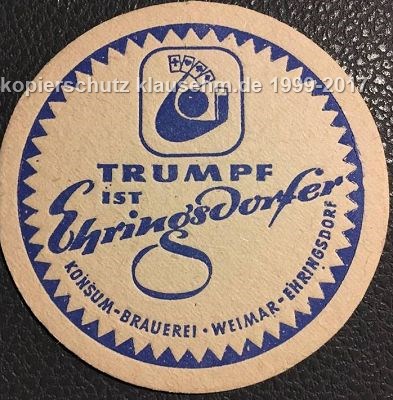 kopierschutz klausehm.de 1999-2017
TRUMPF
IST
Ehringsdorfer
KONSUM-BRAUEREI · WEIMAR-EHRINGSDORF